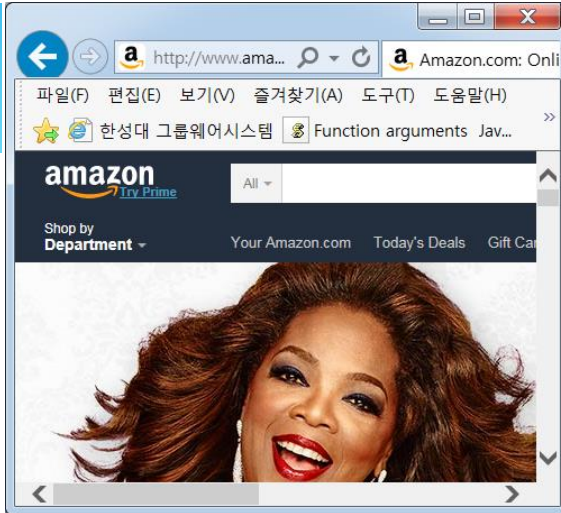 http://www.ama... Amazon.com: Onli
파일(F) 편집(E) 보기(V) 즐겨찾기(A) 도구(T) 도움말(H)
한성대 그룹웨어시스템 Function arguments Jav...
amazon
Try Prime
All
Shop by
Department
Your Amazon.com Today's Deals Gift Car